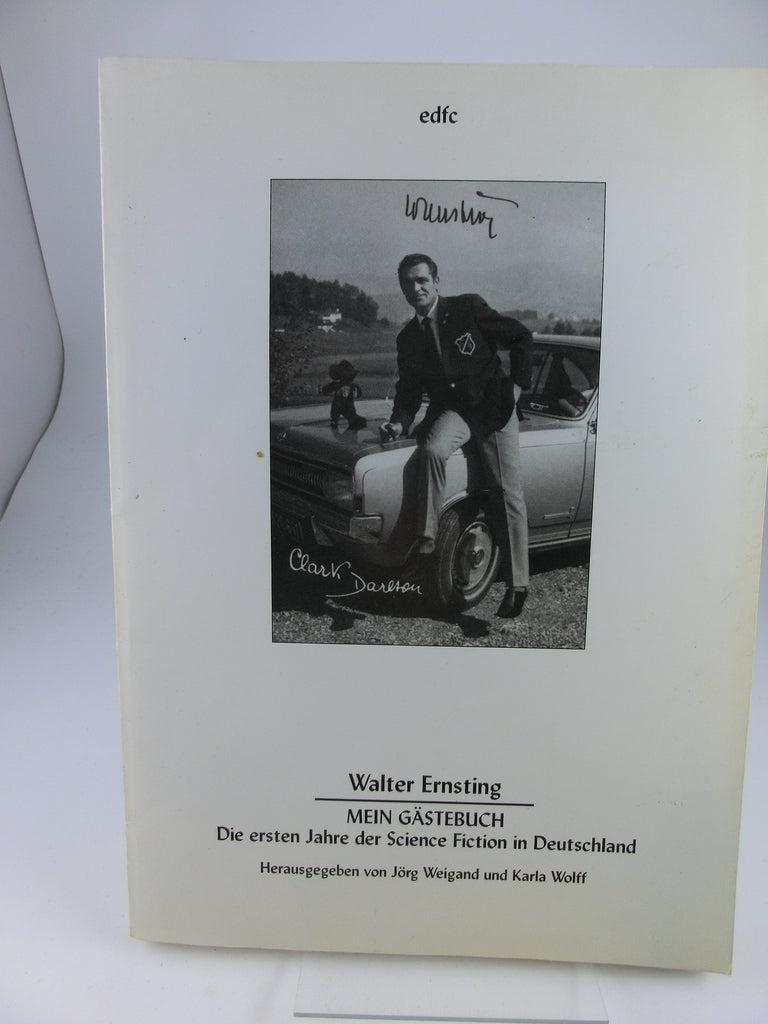 edfc
WErnsting
Clark
Darlton
Walter Ernsting
MEIN GÄSTEBUCH
Die ersten Jahre der Science Fiction in Deutschland
Herausgegeben von Jörg Weigand und Karla Wolff